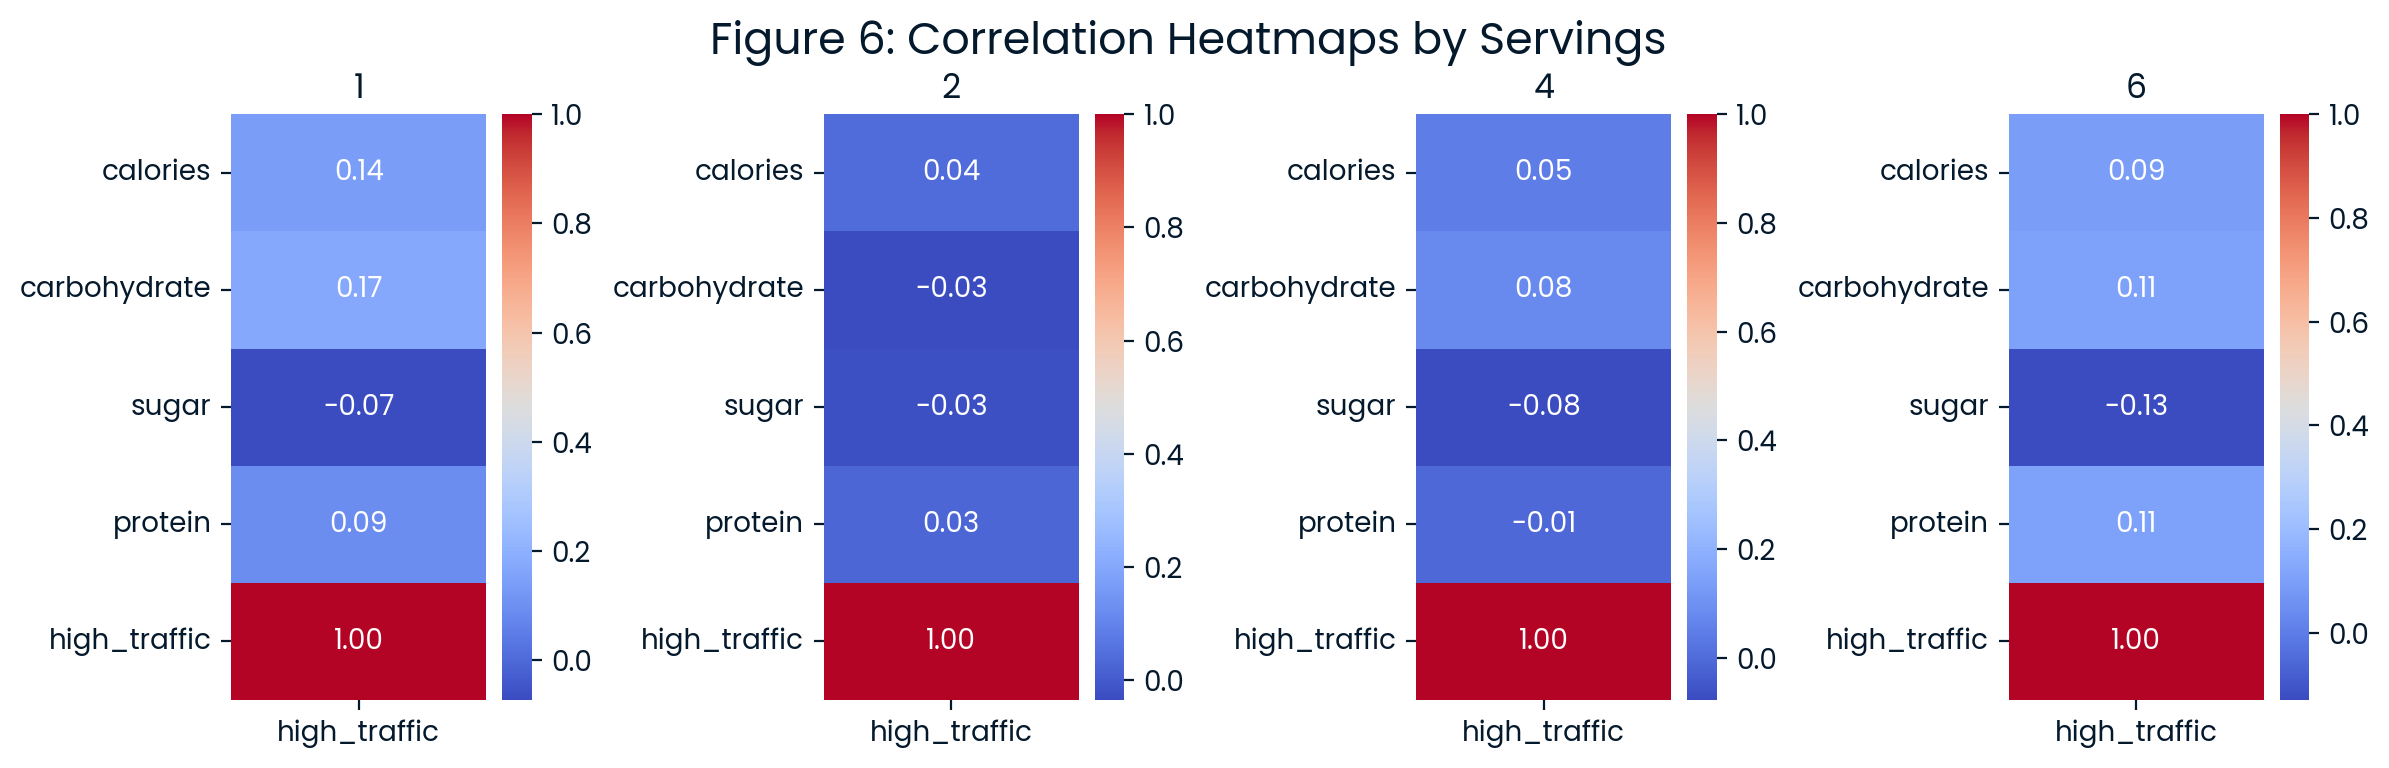 Figure 6: Correlation Heatmaps by Servings
1
calories
carbohydrate
sugar
protein
high_traffic
0.14
0.17
-0.07
0.09
1.00
high_traffic
1.0
0.8
0.6
0.4
0.2
0.0
2
calories
carbohydrate
sugar
protein
high_traffic
0.04
-0.03
-0.03
0.03
1.00
high_traffic
1.0
0.8
0.6
0.4
0.2
0.0
4
calories
carbohydrate
sugar
protein
high_traffic
0.05
0.08
-0.08
-0.01
1.00
high_traffic
1.0
0.8
0.6
0.4
0.2
0.0
6
calories
carbohydrate
sugar
protein
high_traffic
0.09
0.11
-0.13
0.11
1.00
high_traffic
1.0
0.8
0.6
0.4
0.2
0.0